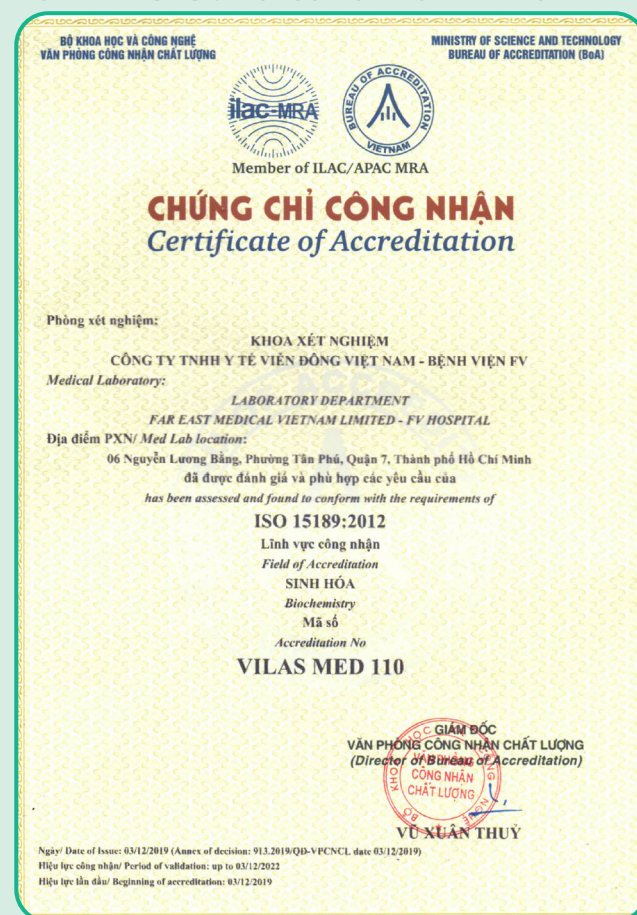 BỘ KHOA HỌC VÀ CÔNG NGHỆ
VĂN PHÒNG CÔNG NHẬN CHẤT LƯỢNG
MINISTRY OF SCIENCE AND TECHNOLOGY
BUREAU OF ACCREDITATION (BoA)
ilac-MRA
BUREAU OF ACCREDITATION
VIETNAM
Member of ILAC/APAC MRA
CHỨNG CHỈ CÔNG NHẬN
Certificate of Accreditation
Phòng xét nghiệm:
KHOA XÉT NGHIỆM
CÔNG TY TNHH Y TẾ VIỄN ĐÔNG VIỆT NAM - BỆNH VIỆN FV
Medical Laboratory:
LABORATORY DEPARTMENT
FAR EAST MEDICAL VIETNAM LIMITED - FV HOSPITAL
Địa điểm PXN/ Med Lab location:
06 Nguyễn Lương Bằng, Phường Tân Phú, Quận 7, Thành phố Hồ Chí Minh
đã được đánh giá và phù hợp các yêu cầu của
has been assessed and found to conform with the requirements of
ISO 15189:2012
Lĩnh vực công nhận
Field of Accreditation
SINH HÓA
Biochemistry
Mã số
Accreditation No
VILAS MED 110
GIÁM ĐỐC
VĂN PHÒNG CÔNG NHẬN CHẤT LƯỢNG
(Director of Bureau of Accreditation)
BỘ KHOA HỌC CÔNG NGHỆ
VĂN PHÒNG
CÔNG NHẬN
CHẤT LƯỢNG
VŨ XUÂN THUỶ
Ngày/ Date of Issue: 03/12/2019 (Annex of decision: 913.2019/QĐ-VPCNCL date 03/12/2019)
Hiệu lực công nhận/ Period of validation: up to 03/12/2022
Hiệu lực lần đầu/ Beginning of accreditation: 03/12/2019